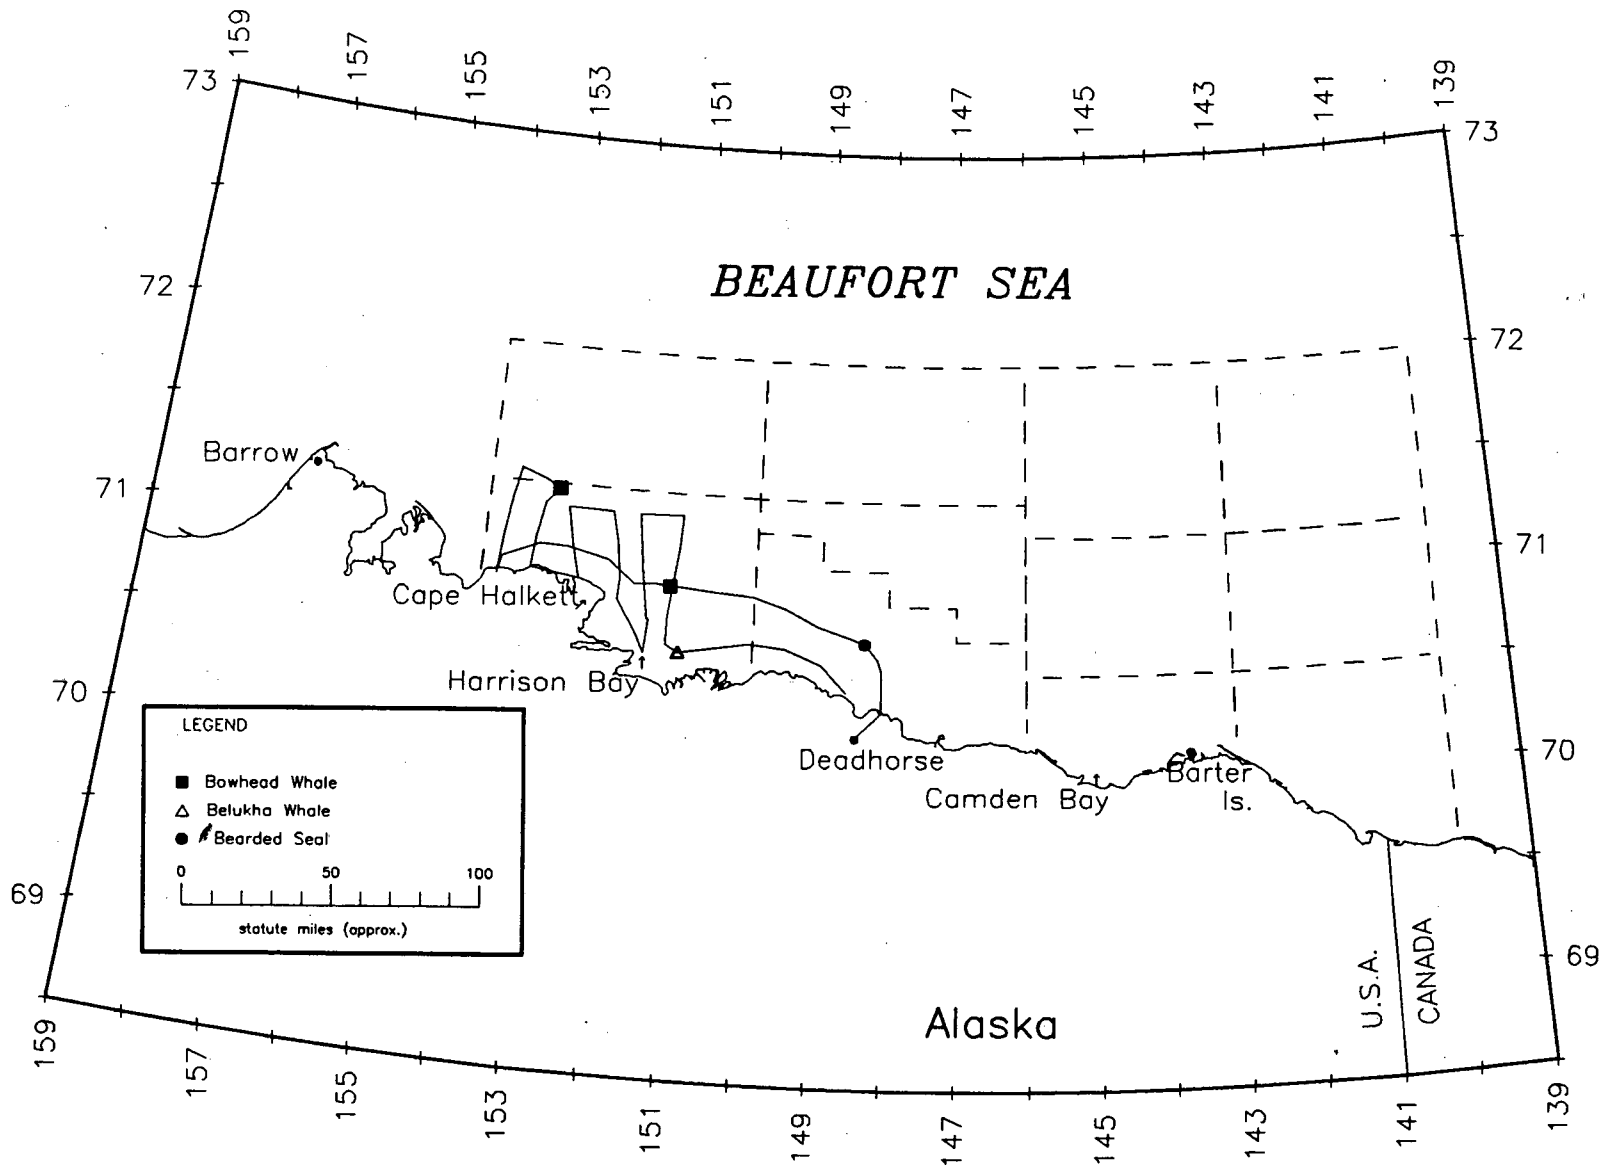 159
157
155
153
151
149
147
145
143
141
139
73
73
BEAUFORT SEA
72
72
Barrow
71
71
Cape Halkett
Harrison Bay
70
70
Deadhorse
Barter
Is.
Camden Bay
LEGEND
Bowhead Whale
Belukha Whale
Bearded Seal
0 50 100
statute miles (approx.)
69
69
U.S.A.
CANADA
Alaska
159
157
155
153
151
149
147
145
143
141
139